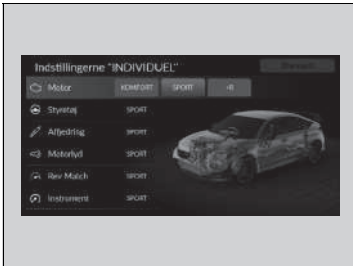 Indstillingerne "INDIVIDUEL"
Motor KOMFORT SPORT +R
Styretøj SPORT
Affjedring SPORT
Motorlyd SPORT
Rev Match SPORT
Instrument SPORT